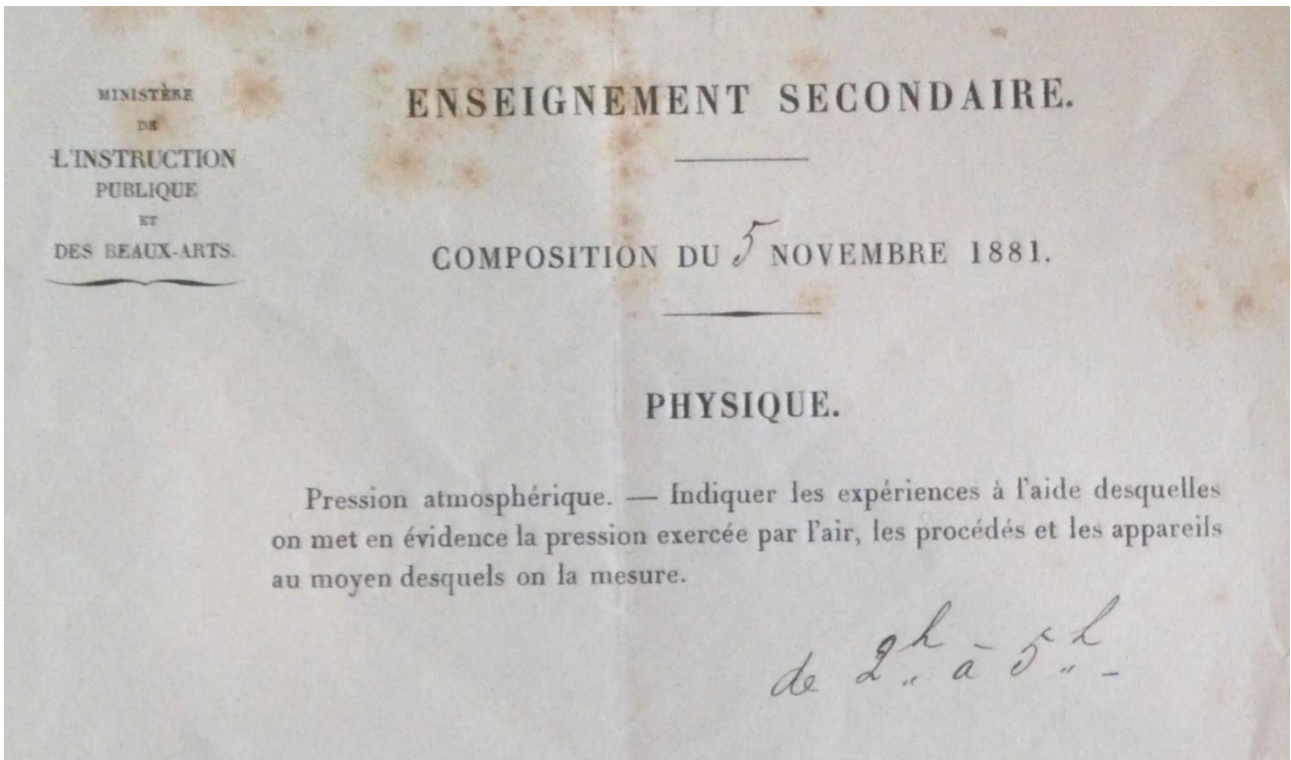 MINISTÈRE
DE
L'INSTRUCTION
PUBLIQUE
ET
DES BEAUX-ARTS.
ENSEIGNEMENT SECONDAIRE.
COMPOSITION DU 5 NOVEMBRE 1881.
PHYSIQUE.
Pression atmosphérique. — Indiquer les expériences à l'aide desquelles
on met en évidence la pression exercée par l'air, les procédés et les appareils
au moyen desquels on la mesure.
de 2h à 5h